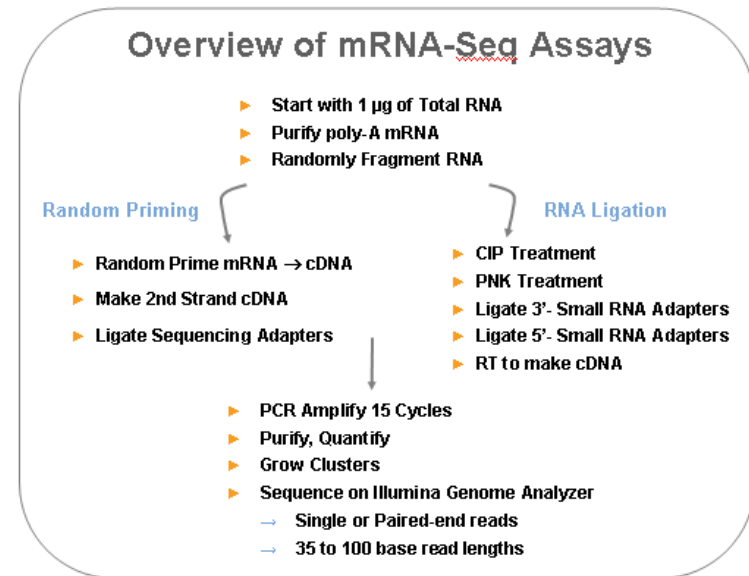 Overview of mRNA-Seq Assays
► Start with 1 µg of Total RNA
► Purify poly-A mRNA
► Randomly Fragment RNA
Random Priming
► Random Prime mRNA → cDNA
► Make 2nd Strand cDNA
► Ligate Sequencing Adapters
RNA Ligation
► CIP Treatment
► PNK Treatment
► Ligate 3'- Small RNA Adapters
► Ligate 5'- Small RNA Adapters
► RT to make cDNA
► PCR Amplify 15 Cycles
► Purify, Quantify
► Grow Clusters
► Sequence on Illumina Genome Analyzer
→ Single or Paired-end reads
→ 35 to 100 base read lengths